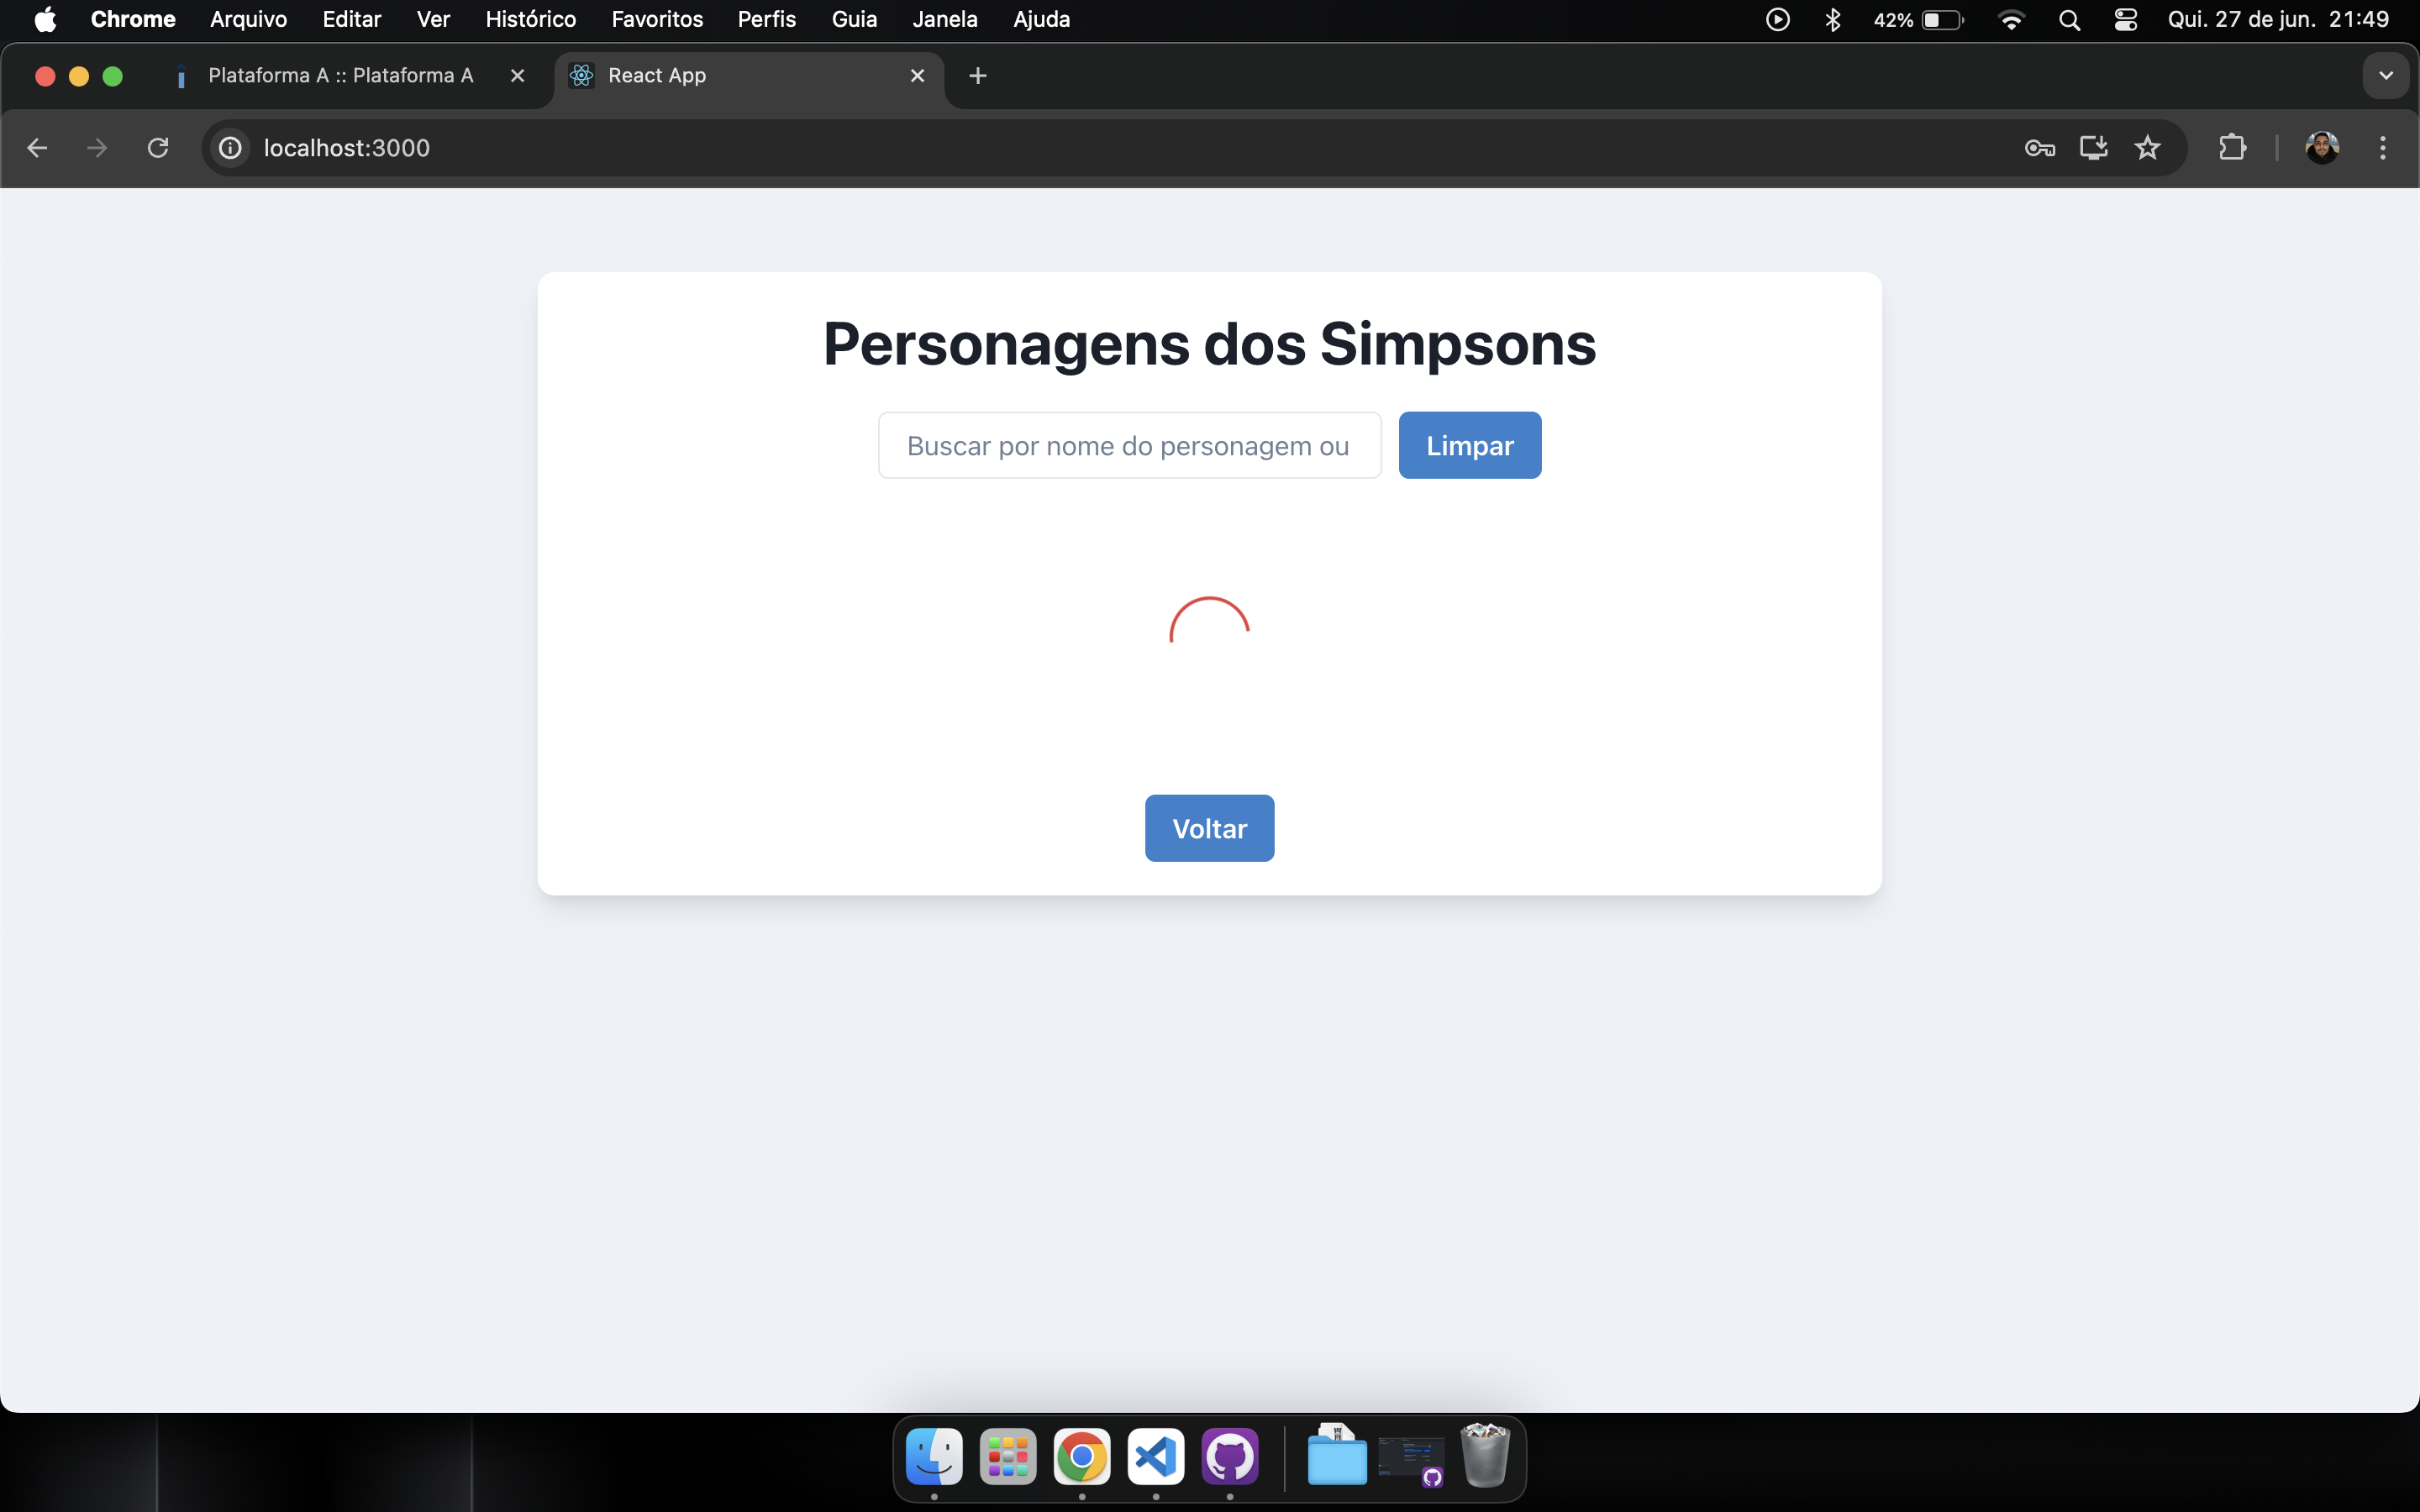 Chrome Arquivo Editar Ver Histórico Favoritos Perfis Guia Janela Ajuda 42% Qui. 27 de jun. 21:49
Plataforma A :: Plataforma A React App
localhost:3000
Personagens dos Simpsons
Buscar por nome do personagem ou Limpar
Voltar